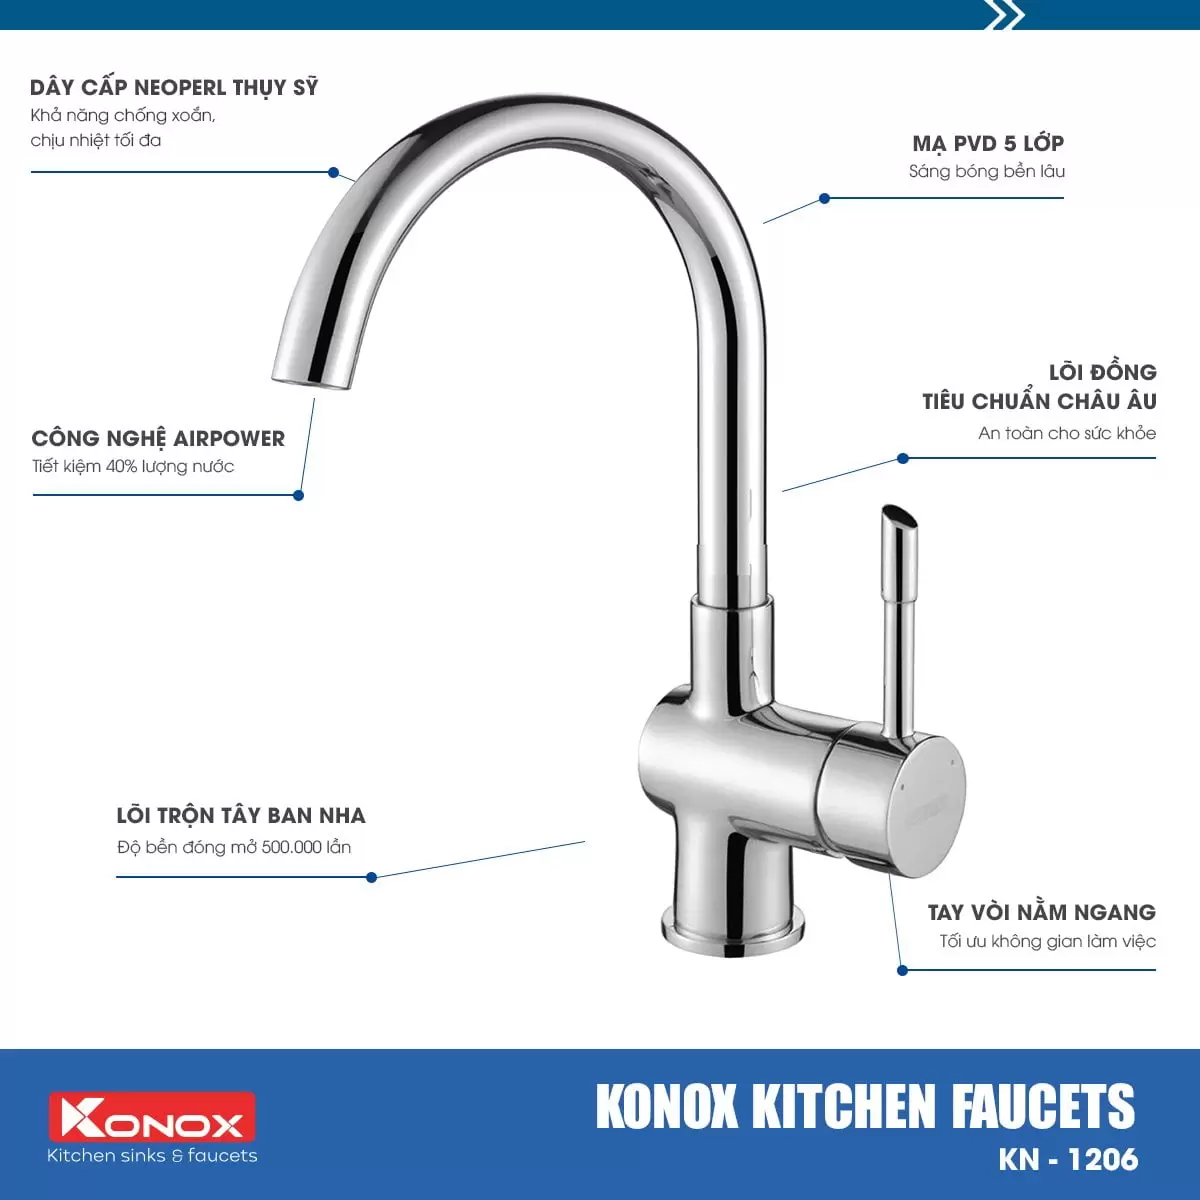 DÂY CẤP NEOPERL THỤY SỸ
Khả năng chống xoắn,
chịu nhiệt tối đa
MẠ PVD 5 LỚP
Sáng bóng bền lâu
LÕI ĐỒNG
TIÊU CHUẨN CHÂU ÂU
An toàn cho sức khỏe
CÔNG NGHỆ AIRPOWER
Tiết kiệm 40% lượng nước
LÕI TRỘN TÂY BAN NHA
Độ bền đóng mở 500.000 lần
TAY VÒI NẰM NGANG
Tối ưu không gian làm việc
KONOX
Kitchen sinks & faucets
KONOX KITCHEN FAUCETS
KN - 1206